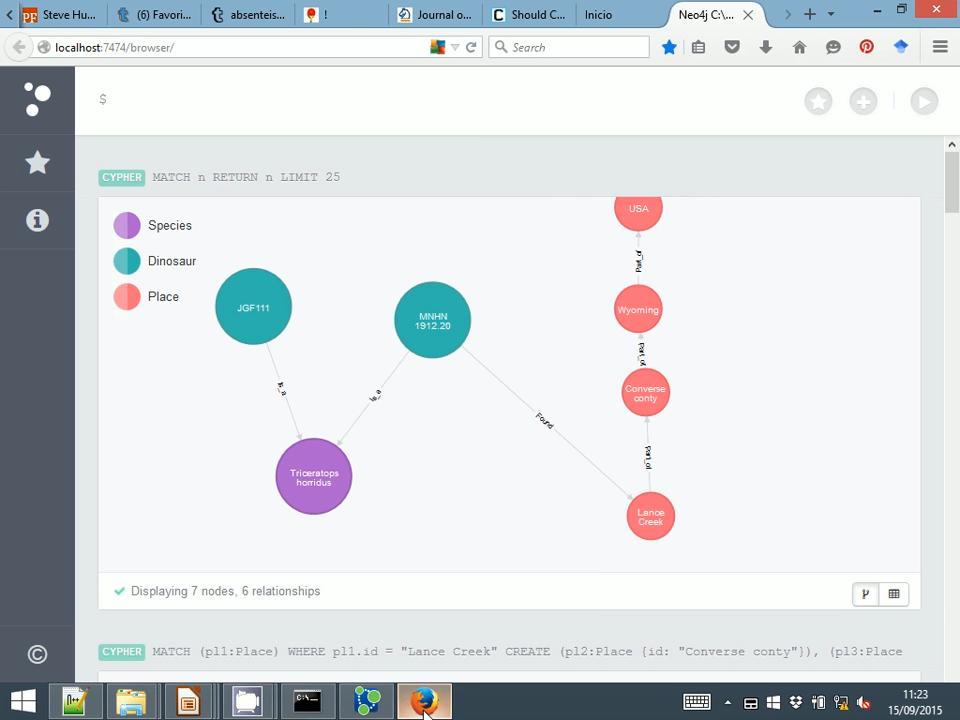 Steve Hu...
(6) Favori...
absenteis...
!
Journal o...
Should C...
Inicio
Neo4j C:\...
localhost:7474/browser/
Search
$
CYPHER MATCH n RETURN n LIMIT 25
Species
Dinosaur
Place
USA
Part_of
Wyoming
Part_of
Converse
conty
Part_of
Lance
Creek
JGF111
MNHN
1912.20
Is_a
Is_a
Found
Triceratops
horridus
Displaying 7 nodes, 6 relationships
CYPHER MATCH (pl1:Place) WHERE pl1.id = "Lance Creek" CREATE (pl2:Place {id: "Converse conty"}), (pl3:Place
11:23
15/09/2015